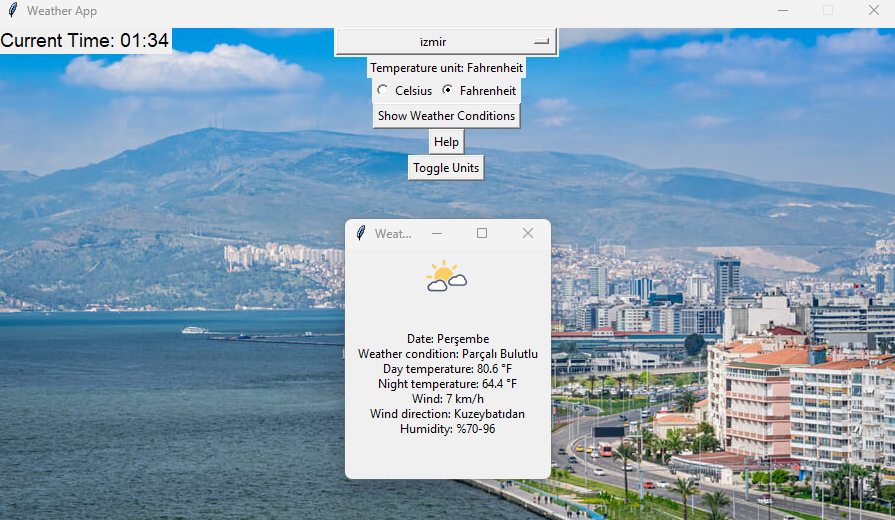 Weather App
Current Time: 01:34
izmir
Temperature unit: Fahrenheit
Celsius Fahrenheit
Show Weather Conditions
Help
Toggle Units
Weat...
Date: Perşembe
Weather condition: Parçalı Bulutlu
Day temperature: 80.6 °F
Night temperature: 64.4 °F
Wind: 7 km/h
Wind direction: Kuzeybatıdan
Humidity: %70-96